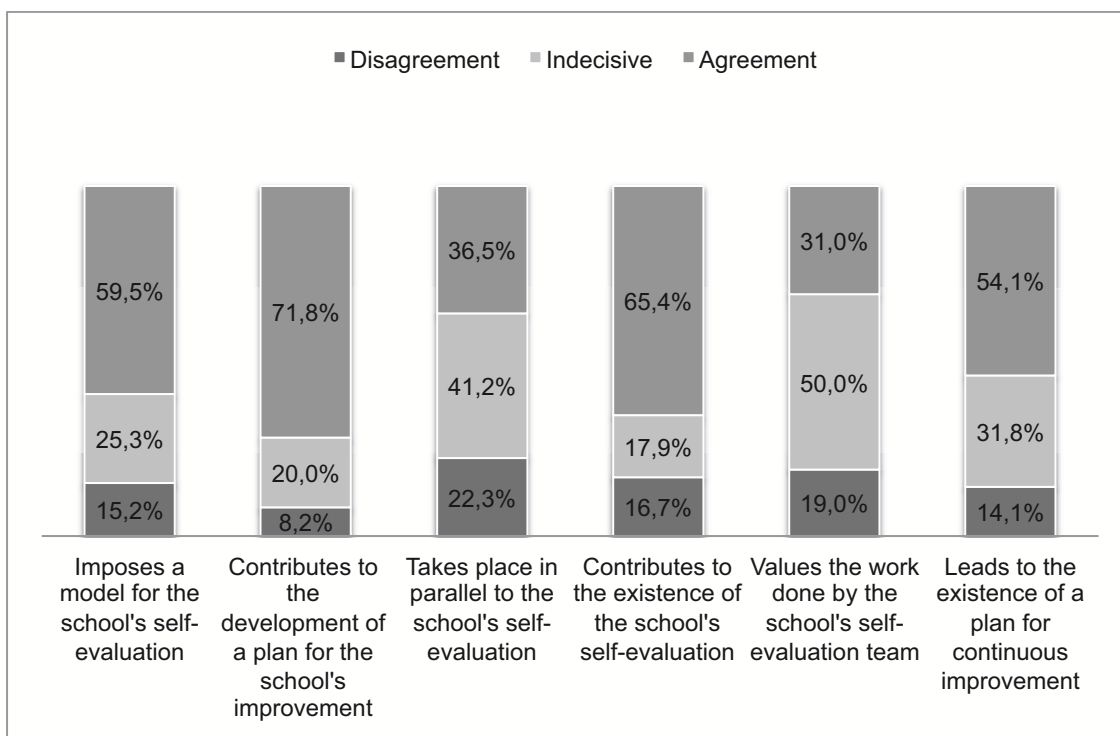 Disagreement Indecisive Agreement
59,5%
25,3%
15,2%
71,8%
20,0%
8,2%
36,5%
41,2%
22,3%
65,4%
17,9%
16,7%
31,0%
50,0%
19,0%
54,1%
31,8%
14,1%
Imposes a
model for the
school's self-
evaluation
Contributes to
the
development of
a plan for the
school's
improvement
Takes place in
parallel to the
school's self-
evaluation
Contributes to
the existence of
the school's
self-evaluation
Values the work
done by the
school's self-
evaluation team
Leads to the
existence of a
plan for
continuous
improvement